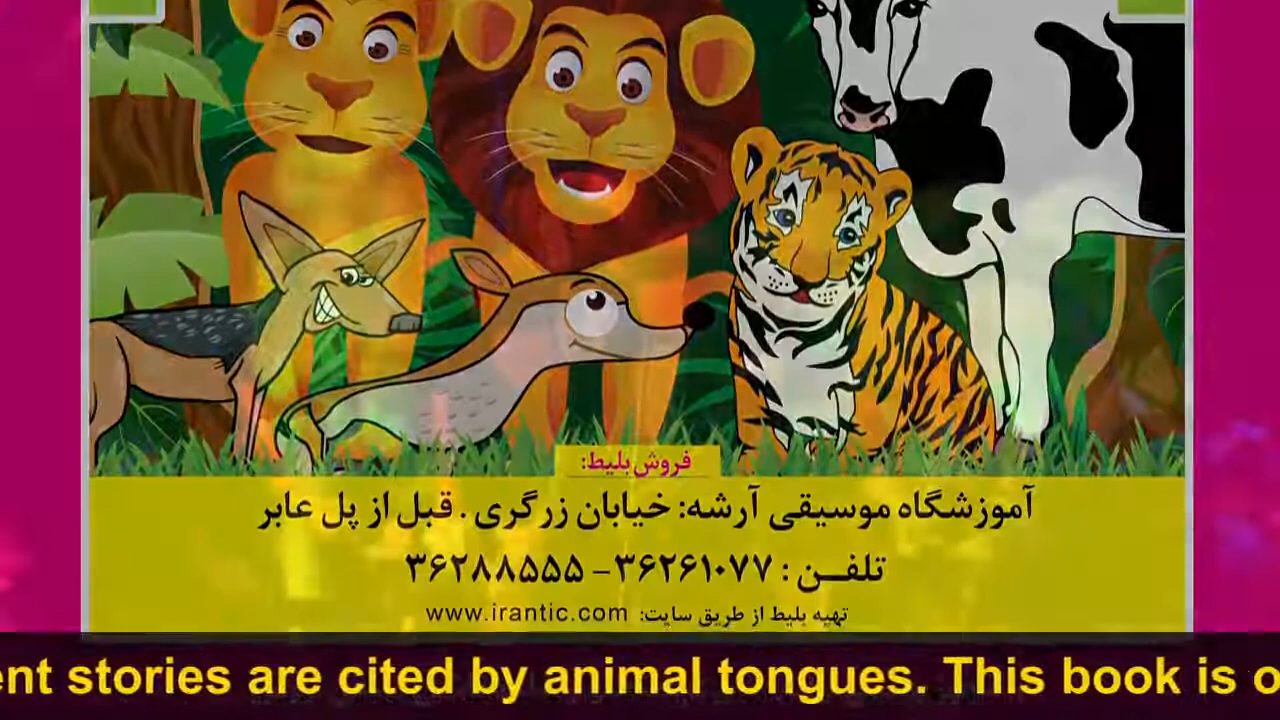 فروش بلیط:
آموزشگاه موسیقی آرشه: خیابان زرگری . قبل از پل عابر
تلفــن : ۳۶۲۶۱۰۷۷ - ۳۶۲۸۸۵۵۵
تهیه بلیط از طریق سایت: www.irantic.com
ent stories are cited by animal tongues. This book is o